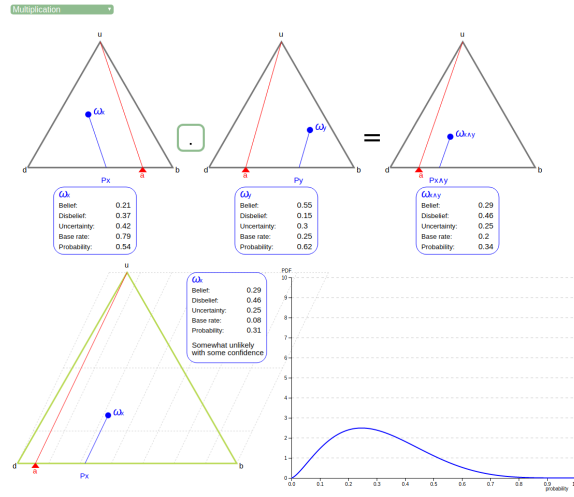 Multiplication
u
u
u
ωx
ωy
ωx∧y
.
=
d
b
d
b
d
b
a
a
a
Px
Py
Px∧y
ωx
Belief: 0.21
Disbelief: 0.37
Uncertainty: 0.42
Base rate: 0.79
Probability: 0.54
ωy
Belief: 0.55
Disbelief: 0.15
Uncertainty: 0.3
Base rate: 0.25
Probability: 0.62
ωx∧y
Belief: 0.29
Disbelief: 0.46
Uncertainty: 0.25
Base rate: 0.2
Probability: 0.34
u
ωx
d
b
a
Px
ωx
Belief: 0.29
Disbelief: 0.46
Uncertainty: 0.25
Base rate: 0.08
Probability: 0.31
Somewhat unlikely
with some confidence
PDF
10
9
8
7
6
5
4
3
2
1
0.0 0.1 0.2 0.3 0.4 0.5 0.6 0.7 0.8 0.9
probability